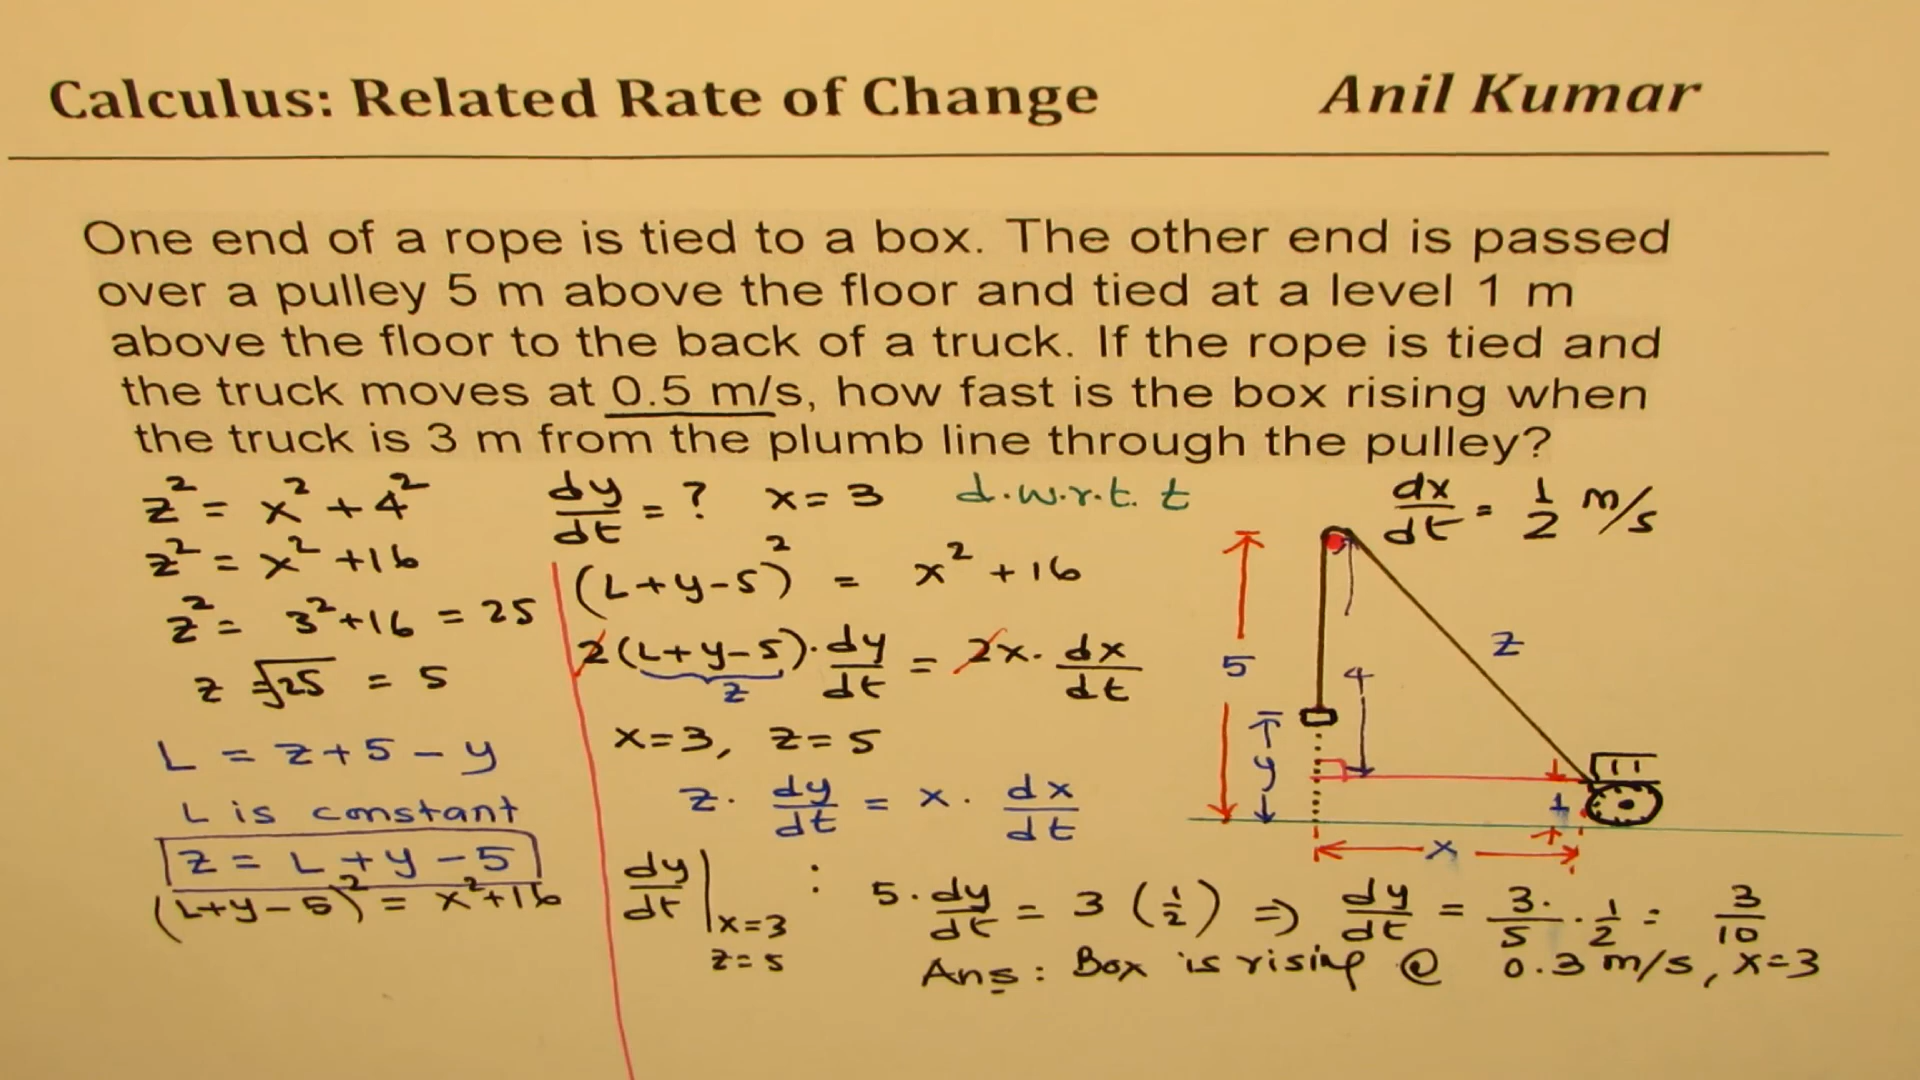 Calculus: Related Rate of Change Anil Kumar
One end of a rope is tied to a box. The other end is passed
over a pulley 5 m above the floor and tied at a level 1 m
above the floor to the back of a truck. If the rope is tied and
the truck moves at 0.5 m/s, how fast is the box rising when
the truck is 3 m from the plumb line through the pulley?
z² = x² + 4²
z² = x² + 16
z² = 3² + 16 = 25
z = √25 = 5
L = z + 5 - y
L is constant
z = L + y - 5
(L+y-5)² = x² + 16
dy/dt = ? x = 3 d.w.r.t. t
(L+y-5)² = x² + 16
2(L+y-5)·dy/dt = 2x·dx/dt
z
x=3, z=5
z·dy/dt = x·dx/dt
dy/dt | x=3 z=5 : 5·dy/dt = 3(1/2) ⇒ dy/dt = 3/5·1/2 = 3/10
Ans: Box is rising @ 0.3 m/s, x=3
dx/dt = 1/2 m/s
z
5
4
y
1
x